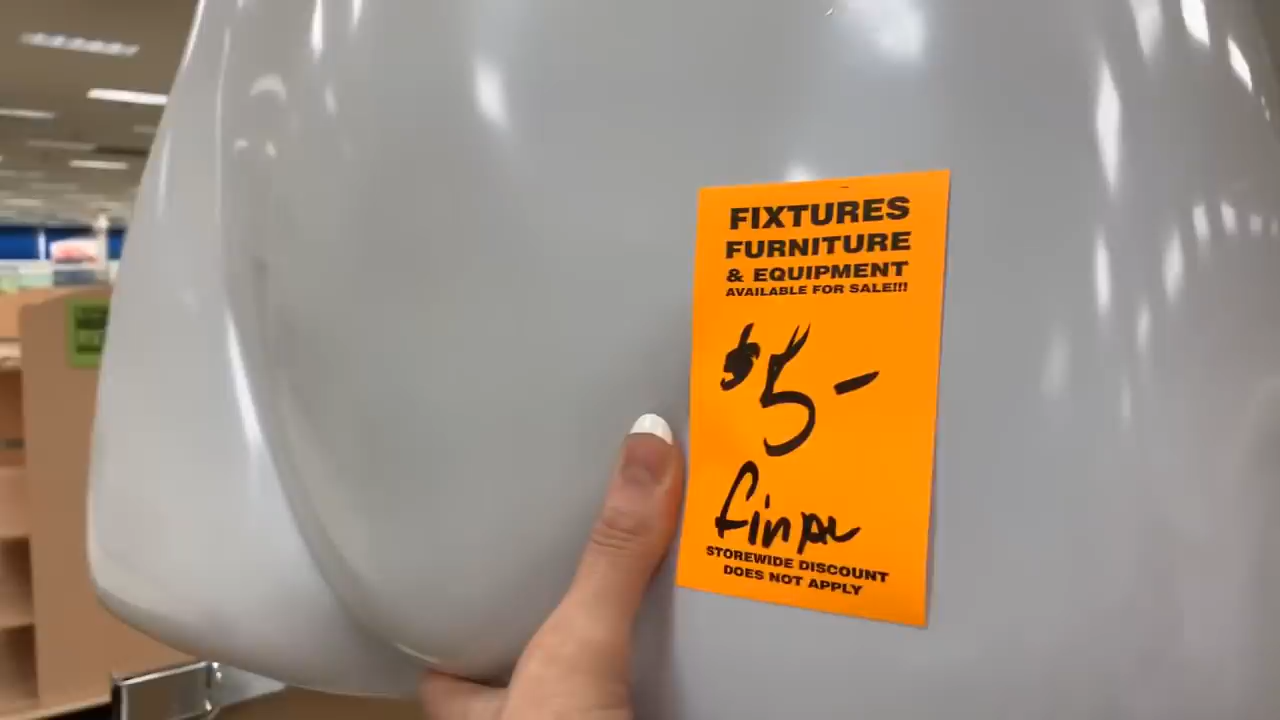 FIXTURES
FURNITURE
& EQUIPMENT
AVAILABLE FOR SALE!!!
$5-
final
STOREWIDE DISCOUNT
DOES NOT APPLY